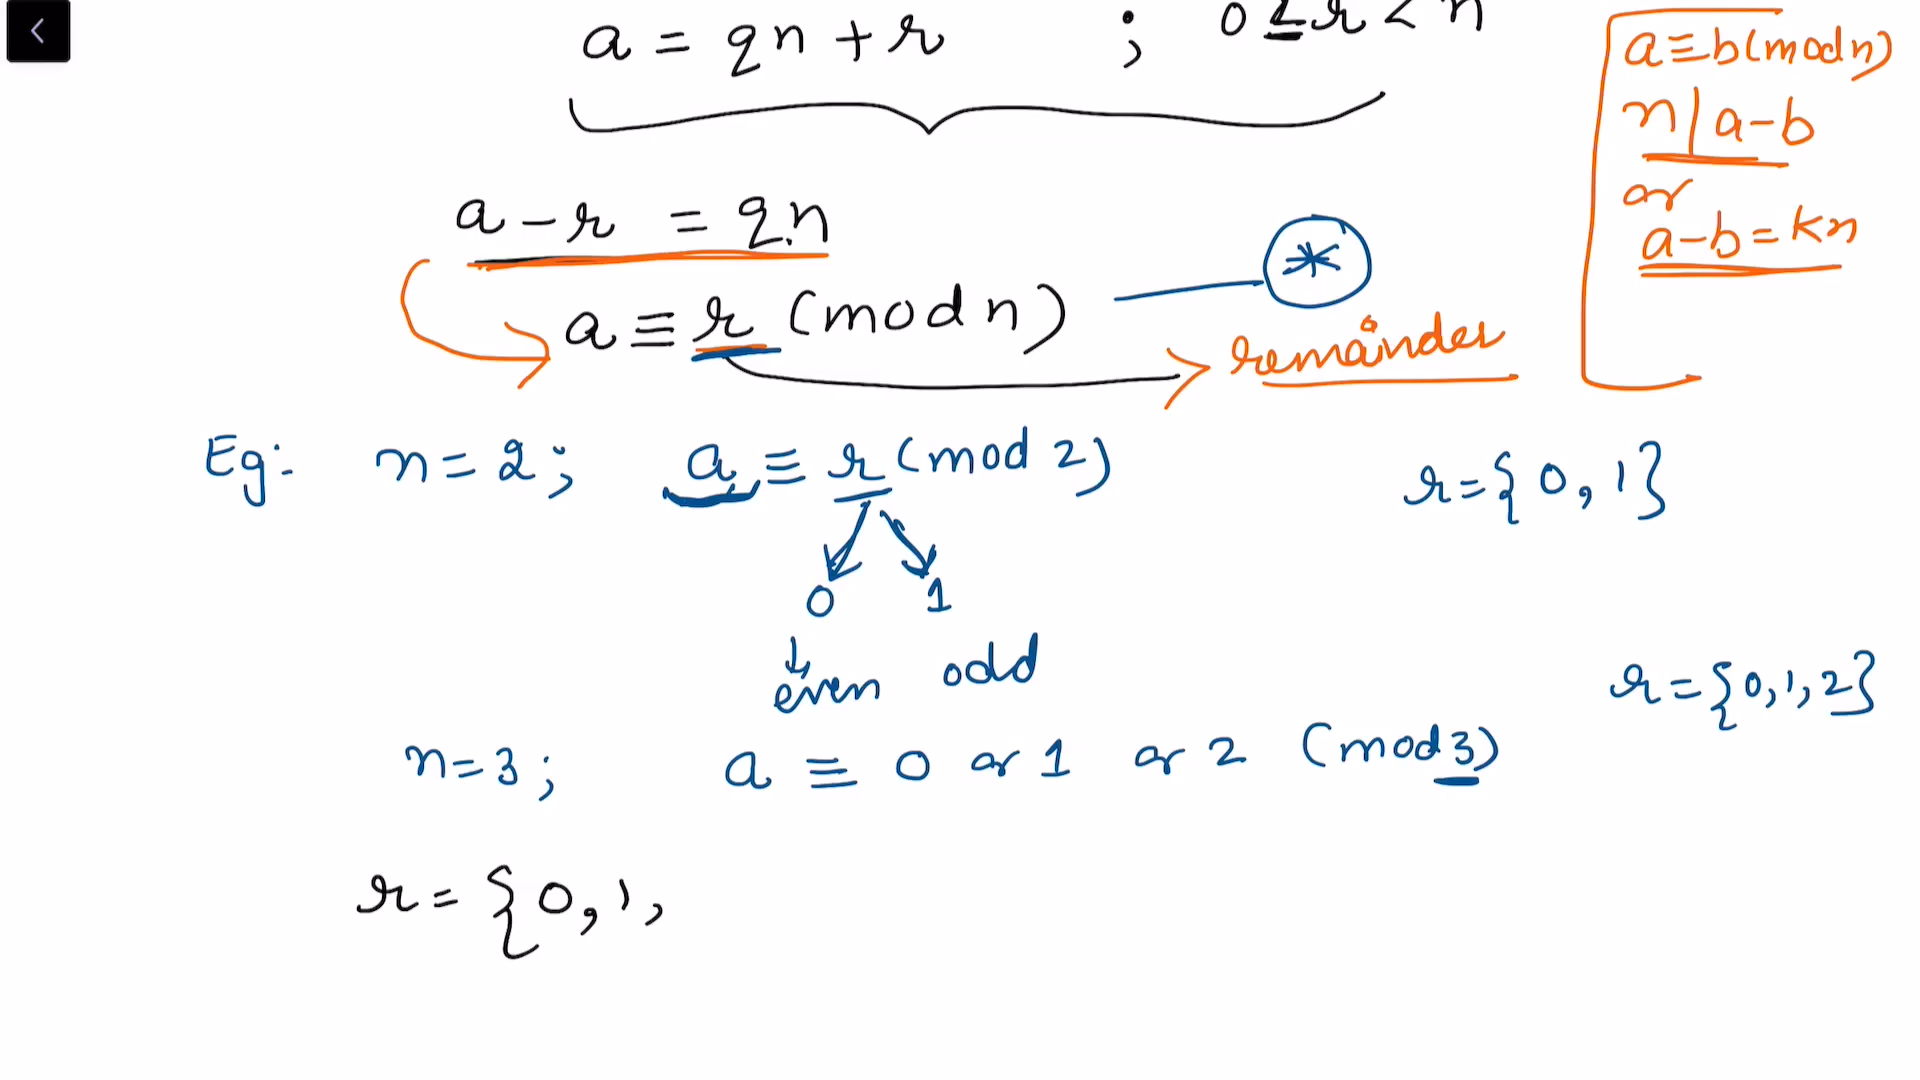 a = qn + r ; 0 ≤ r < n
a ≡ b (mod n)
n | a-b
or
a-b = kn
a - r = qn
a ≡ r (mod n) *
remainder
Eg:- n = 2; a ≡ r (mod 2) r = {0, 1}
0 1
even odd
r = {0, 1, 2}
n = 3; a ≡ 0 or 1 or 2 (mod 3)
r = {0, 1,